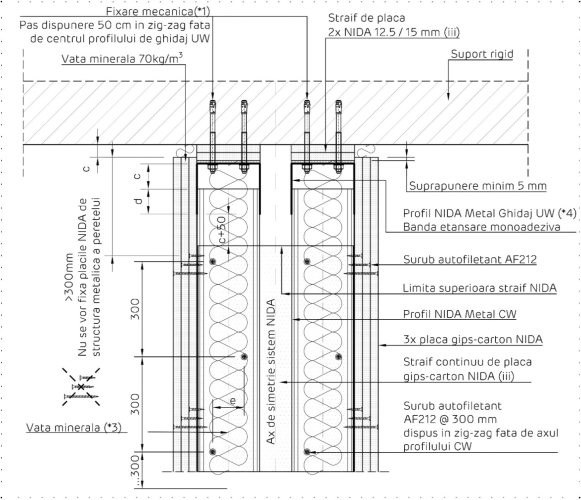 Fixare mecanica(*1)
Pas dispunere 50 cm in zig-zag fata
de centrul profilului de ghidaj UW
Vata minerala 70kg/m³
Straif de placa
2x NIDA 12.5 / 15 mm (iii)
Suport rigid
c
c
d
c+50
Suprapunere minim 5 mm
>300mm
Nu se vor fixa placile NIDA de
structura metalica a peretelui
Profil NIDA Metal Ghidaj UW (*4)
Banda etansare monoadeziva
Surub autofiletant AF212
Limita superioara straif NIDA
Profil NIDA Metal CW
3x placa gips-carton NIDA
Straif continuu de placa
gips-carton NIDA (iii)
Surub autofiletant
AF212 @ 300 mm
dispus in zig-zag fata de axul
profilului CW
300
300
...300
e
Ax de simetrie sistem NIDA
Vata minerala (*3)